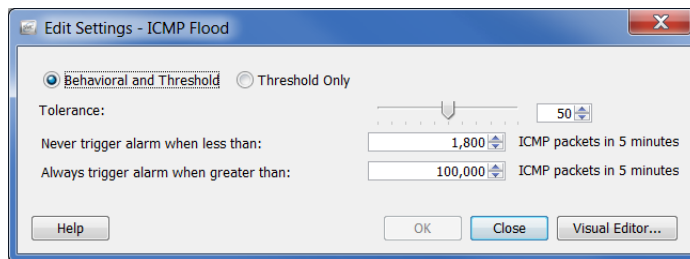 Edit Settings - ICMP Flood
Behavioral and Threshold Threshold Only
Tolerance: 50
Never trigger alarm when less than: 1,800 ICMP packets in 5 minutes
Always trigger alarm when greater than: 100,000 ICMP packets in 5 minutes
Help OK Close Visual Editor...